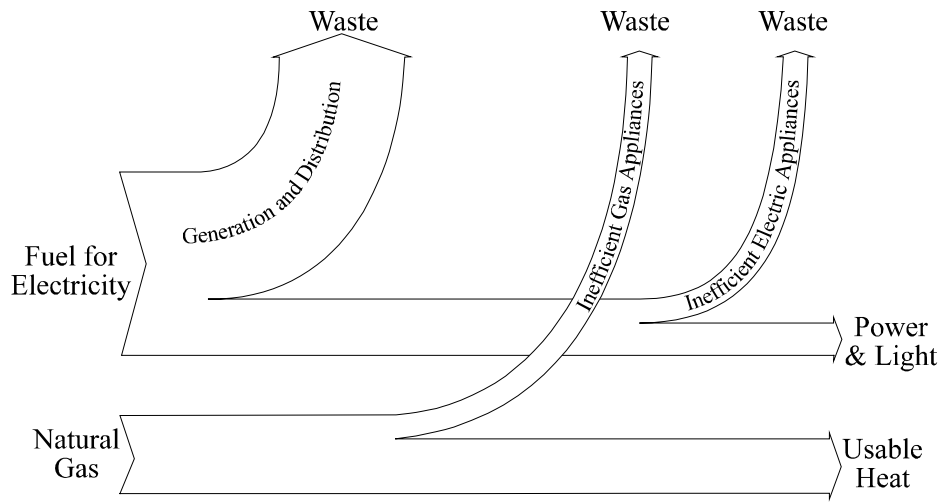 Waste
Waste
Waste
Generation and Distribution
Inefficient Gas Appliances
Inefficient Electric Appliances
Fuel for
Electricity
Power
& Light
Natural
Gas
Usable
Heat